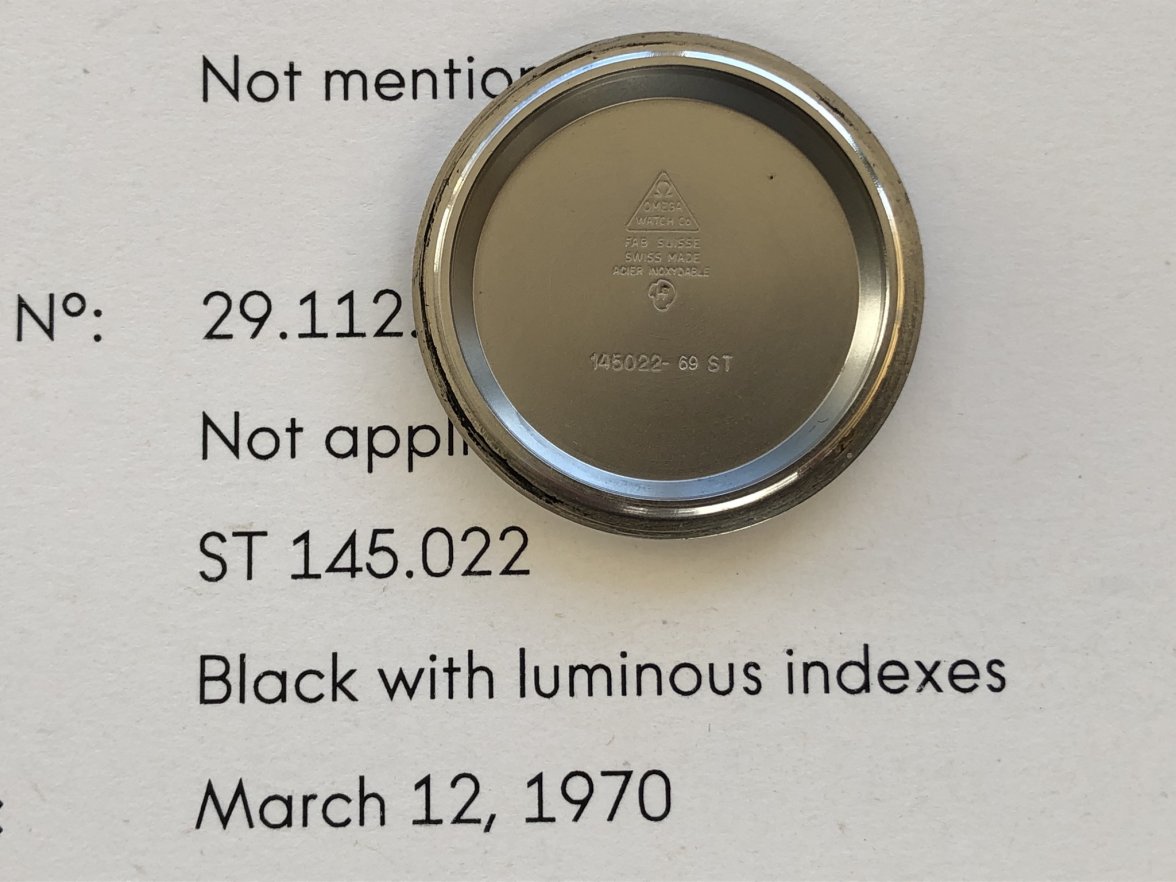 Not mentio
Ω
OMEGA
WATCH Co
FAB SUISSE
SWISS MADE
ACIER INOXYDABLE
Nº: 29.112.
145022- 69 ST
Not appli
ST 145.022
Black with luminous indexes
March 12, 1970